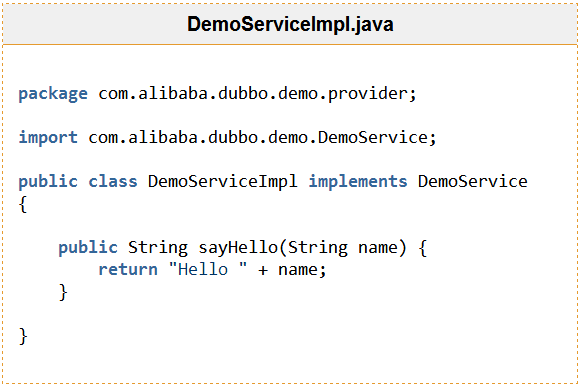 DemoServiceImpl.java
package com.alibaba.dubbo.demo.provider;
import com.alibaba.dubbo.demo.DemoService;
public class DemoServiceImpl implements DemoService
{
    public String sayHello(String name) {
        return "Hello " + name;
    }
}